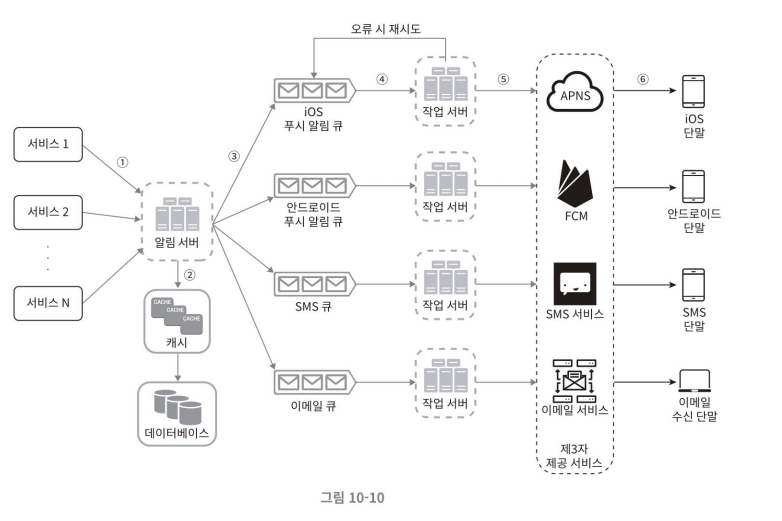 오류 시 재시도
④
⑤
⑥
iOS
푸시 알림 큐
작업 서버
APNS
iOS
단말
서비스 1
①
③
서비스 2
.
.
.
서비스 N
알림 서버
②
CACHE
CACHE
CACHE
캐시
데이터베이스
안드로이드
푸시 알림 큐
작업 서버
FCM
안드로이드
단말
SMS 큐
작업 서버
SMS 서비스
SMS
단말
이메일 큐
작업 서버
이메일 서비스
이메일
수신 단말
제3자
제공 서비스
그림 10-10